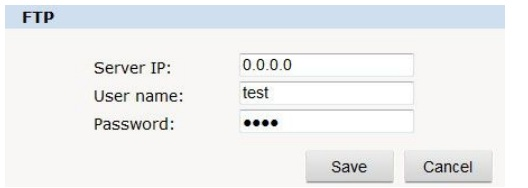 FTP
Server IP: 0.0.0.0
User name: test
Password: ••••
Save Cancel